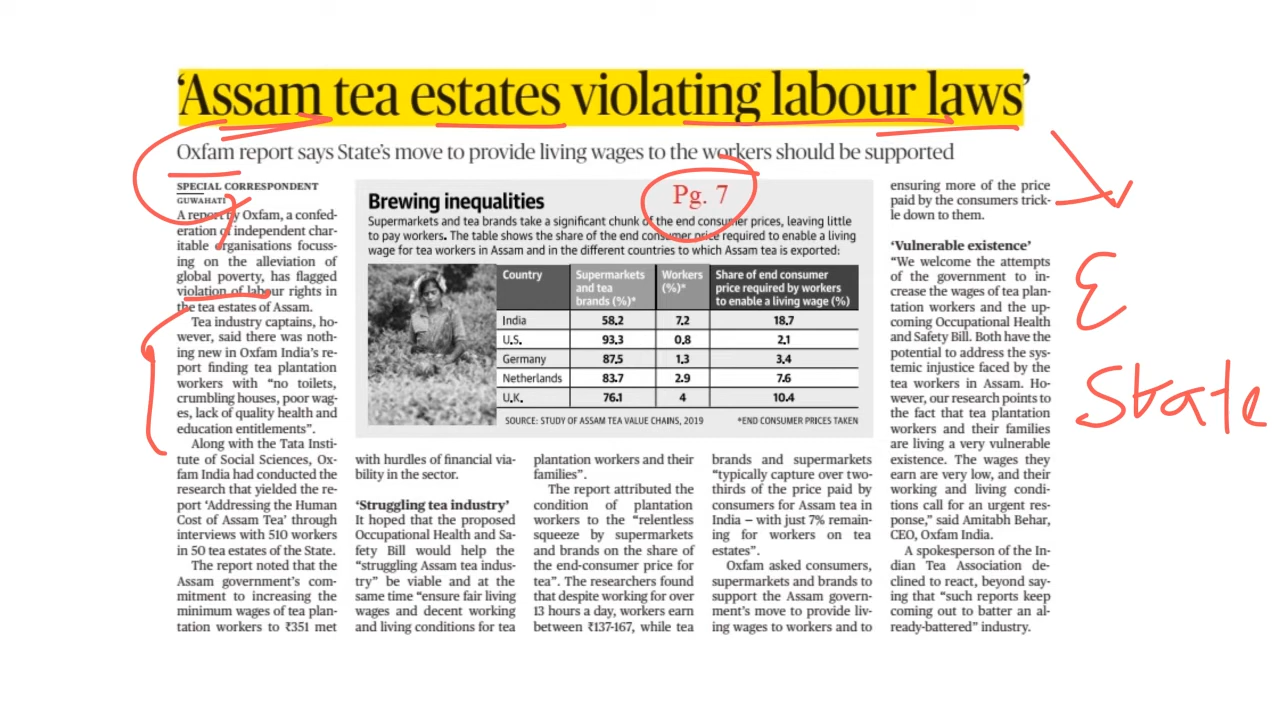 ‘Assam tea estates violating labour laws’
Oxfam report says State’s move to provide living wages to the workers should be supported
SPECIAL CORRESPONDENT
GUWAHATI
A report by Oxfam, a confed-
eration of independent char-
itable organisations focuss-
ing on the alleviation of
global poverty, has flagged
violation of labour rights in
the tea estates of Assam.
Tea industry captains, ho-
wever, said there was noth-
ing new in Oxfam India’s re-
port finding tea plantation
workers with “no toilets,
crumbling houses, poor wag-
es, lack of quality health and
education entitlements”.
Along with the Tata Insti-
tute of Social Sciences, Ox-
fam India had conducted the
research that yielded the re-
port ‘Addressing the Human
Cost of Assam Tea’ through
interviews with 510 workers
in 50 tea estates of the State.
The report noted that the
Assam government’s com-
mitment to increasing the
minimum wages of tea plan-
tation workers to ₹351 met
Brewing inequalities
Pg. 7
Supermarkets and tea brands take a significant chunk of the end consumer prices, leaving little
to pay workers. The table shows the share of the end consumer price required to enable a living
wage for tea workers in Assam and in the different countries to which Assam tea is exported:
Country Supermarkets and tea brands (%)* Workers (%)* Share of end consumer price required by workers to enable a living wage (%)
India 58.2 7.2 18.7
U.S. 93.3 0.8 2.1
Germany 87.5 1.3 3.4
Netherlands 83.7 2.9 7.6
U.K. 76.1 4 10.4
SOURCE: STUDY OF ASSAM TEA VALUE CHAINS, 2019 *END CONSUMER PRICES TAKEN
with hurdles of financial via-
bility in the sector.
‘Struggling tea industry’
It hoped that the proposed
Occupational Health and Sa-
fety Bill would help the
“struggling Assam tea indus-
try” be viable and at the
same time “ensure fair living
wages and decent working
and living conditions for tea
plantation workers and their
families”.
The report attributed the
condition of plantation
workers to the “relentless
squeeze by supermarkets
and brands on the share of
the end-consumer price for
tea”. The researchers found
that despite working for over
13 hours a day, workers earn
between ₹137-167, while tea
brands and supermarkets
“typically capture over two-
thirds of the price paid by
consumers for Assam tea in
India – with just 7% remain-
ing for workers on tea
estates”.
Oxfam asked consumers,
supermarkets and brands to
support the Assam govern-
ment’s move to provide liv-
ing wages to workers and to
ensuring more of the price
paid by the consumers trick-
le down to them.
‘Vulnerable existence’
“We welcome the attempts
of the government to in-
crease the wages of tea plan-
tation workers and the up-
coming Occupational Health
and Safety Bill. Both have the
potential to address the sys-
temic injustice faced by the
tea workers in Assam. Ho-
wever, our research points to
the fact that tea plantation
workers and their families
are living a very vulnerable
existence. The wages they
earn are very low, and their
working and living condi-
tions call for an urgent res-
ponse,” said Amitabh Behar,
CEO, Oxfam India.
A spokesperson of the In-
dian Tea Association de-
clined to react, beyond say-
ing that “such reports keep
coming out to batter an al-
ready-battered” industry.
State